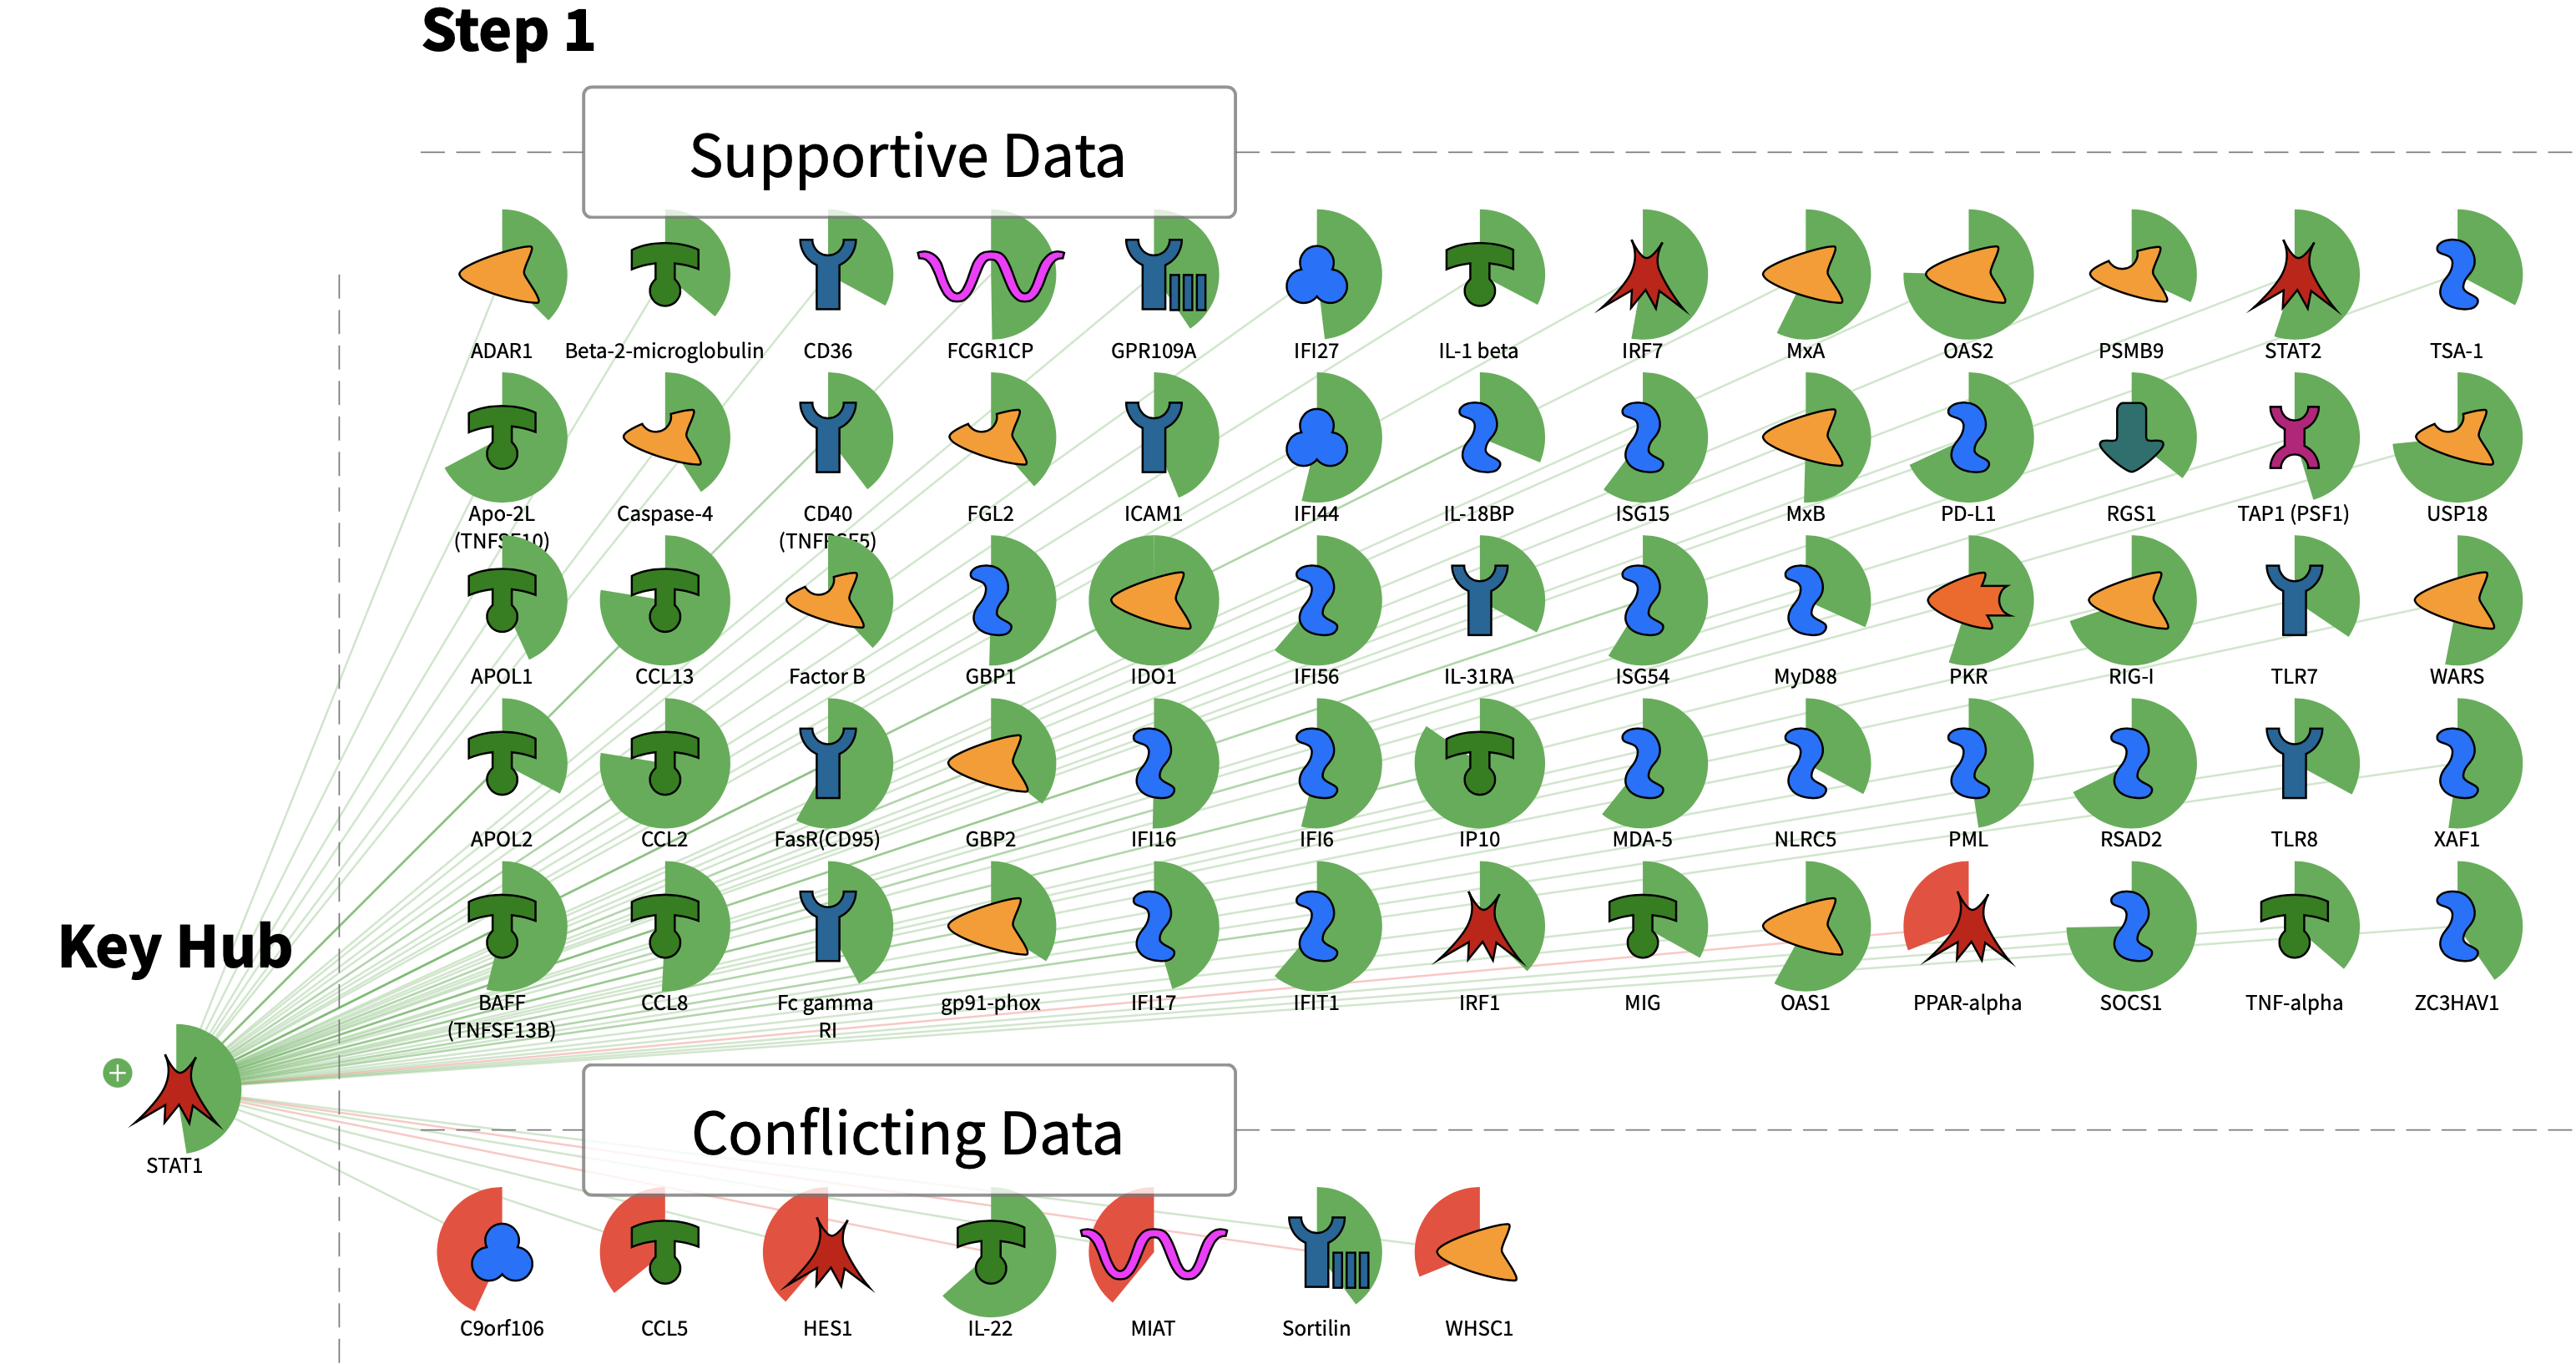 Step 1
Supportive Data
ADAR1
Beta-2-microglobulin
CD36
FCGR1CP
GPR109A
IFI27
IL-1 beta
IRF7
MxA
OAS2
PSMB9
STAT2
TSA-1
Apo-2L
(TNFSF10)
Caspase-4
CD40
(TNFRSF5)
FGL2
ICAM1
IFI44
IL-18BP
ISG15
MxB
PD-L1
RGS1
TAP1 (PSF1)
USP18
APOL1
CCL13
Factor B
GBP1
IDO1
IFI56
IL-31RA
ISG54
MyD88
PKR
RIG-I
TLR7
WARS
APOL2
CCL2
FasR(CD95)
GBP2
IFI16
IFI6
IP10
MDA-5
NLRC5
PML
RSAD2
TLR8
XAF1
BAFF
(TNFSF13B)
CCL8
Fc gamma
RI
gp91-phox
IFI17
IFIT1
IRF1
MIG
OAS1
PPAR-alpha
SOCS1
TNF-alpha
ZC3HAV1
Key Hub
STAT1
Conflicting Data
C9orf106
CCL5
HES1
IL-22
MIAT
Sortilin
WHSC1